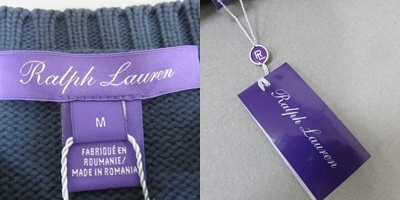 Ralph Lauren
M
FABRIQUÉ EN
ROUMANIE/
MADE IN ROMANIA
RL
Ralph Lauren